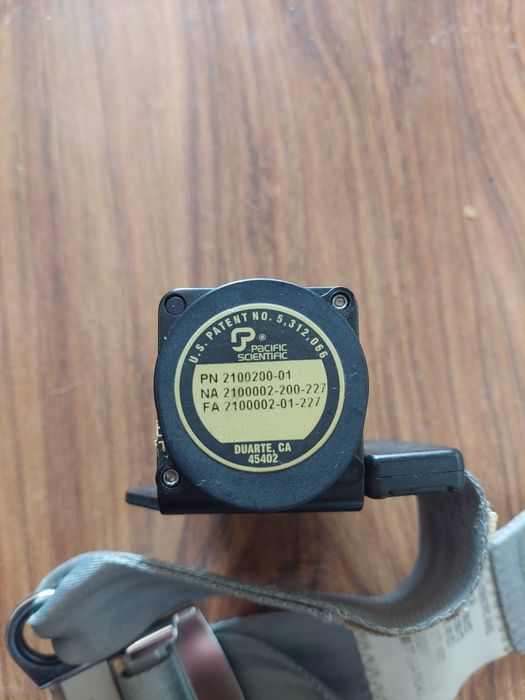 U.S. PATENT NO. 5,312,066
PACIFIC
SCIENTIFIC
®
PN 2100200-01
NA 2100002-200-227
FA 2100002-01-227
DUARTE, CA
45402